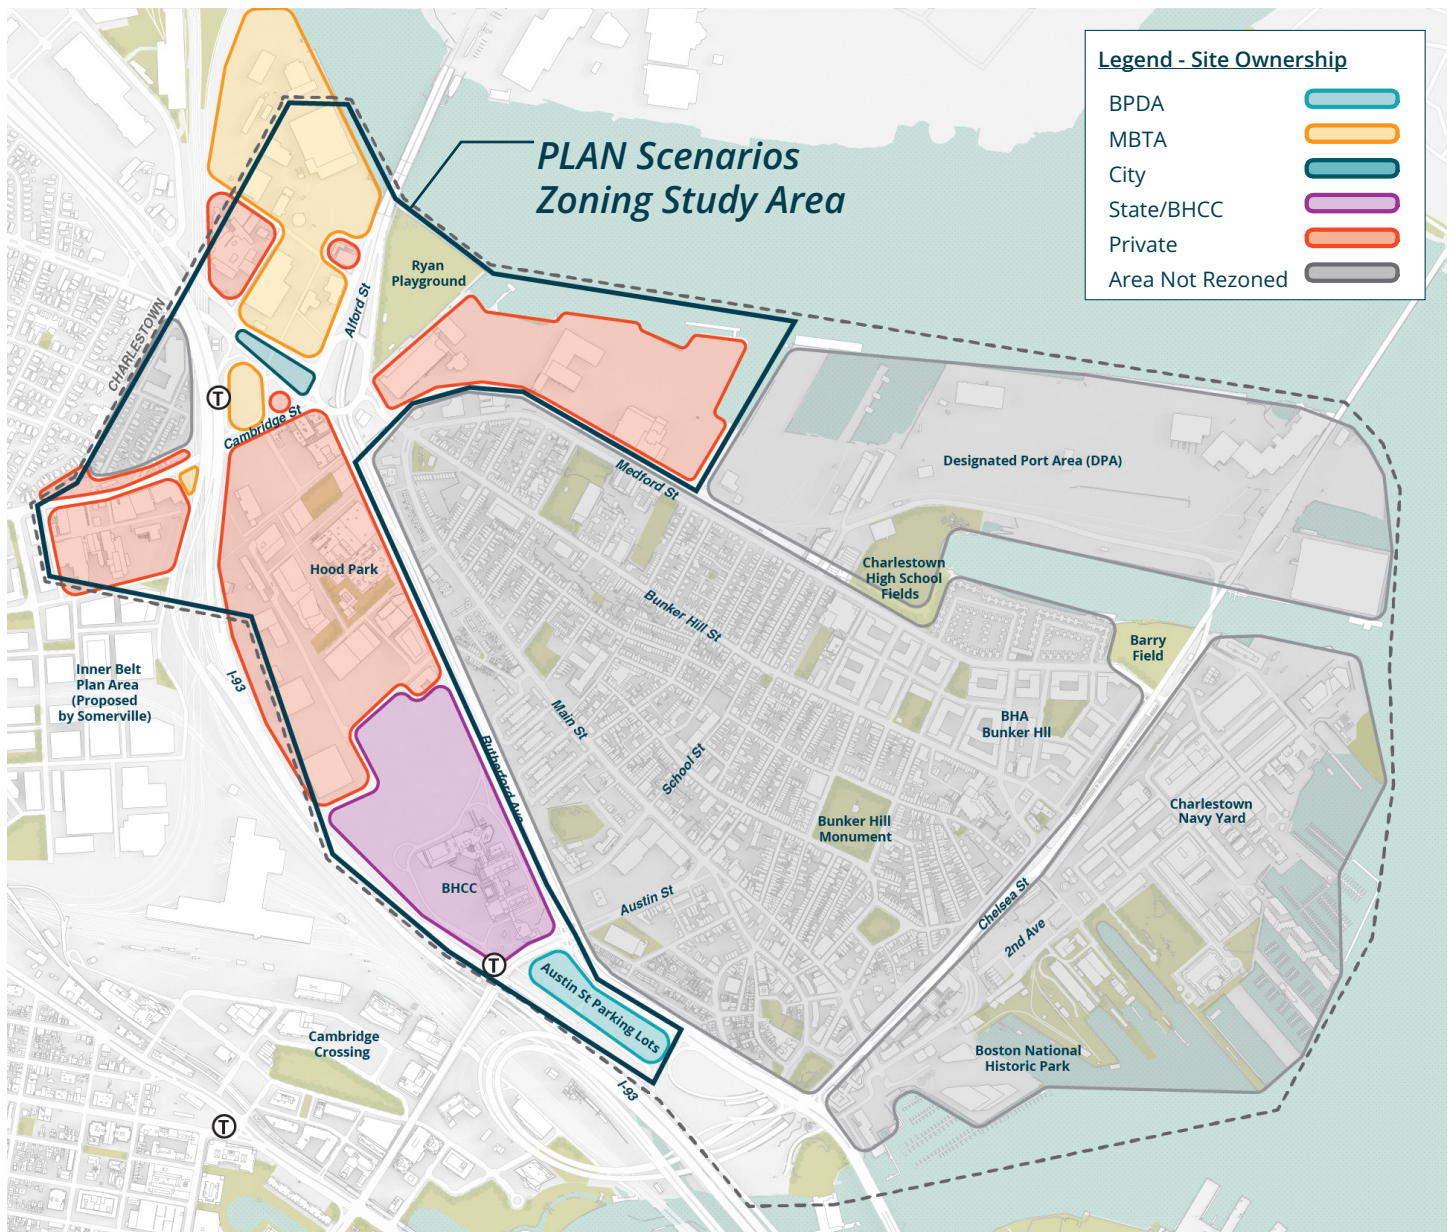 Legend - Site Ownership
BPDA
MBTA
City
State/BHCC
Private
Area Not Rezoned
PLAN Scenarios
Zoning Study Area
Ryan
Playground
Alford St
CHARLESTOWN
T
Cambridge St
Medford St
Designated Port Area (DPA)
Hood Park
Charlestown
High School
Fields
Bunker Hill St
Barry
Field
Inner Belt
Plan Area
(Proposed
by Somerville)
I-93
Main St
BHA
Bunker Hll
Rutherford Ave
School St
Charlestown
Navy Yard
Bunker Hill
Monument
BHCC
Austin St
Chelsea St
2nd Ave
T
Austin St Parking Lots
Cambridge
Crossing
Boston National
Historic Park
I-93
T